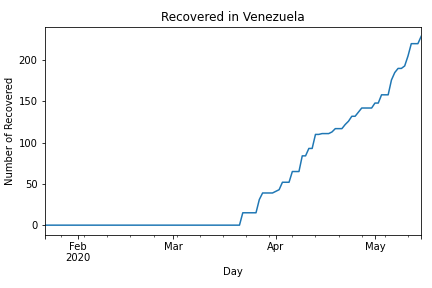 Recovered in Venezuela
Number of Recovered
200
150
100
50
0
Feb
2020
Mar
Apr
May
Day